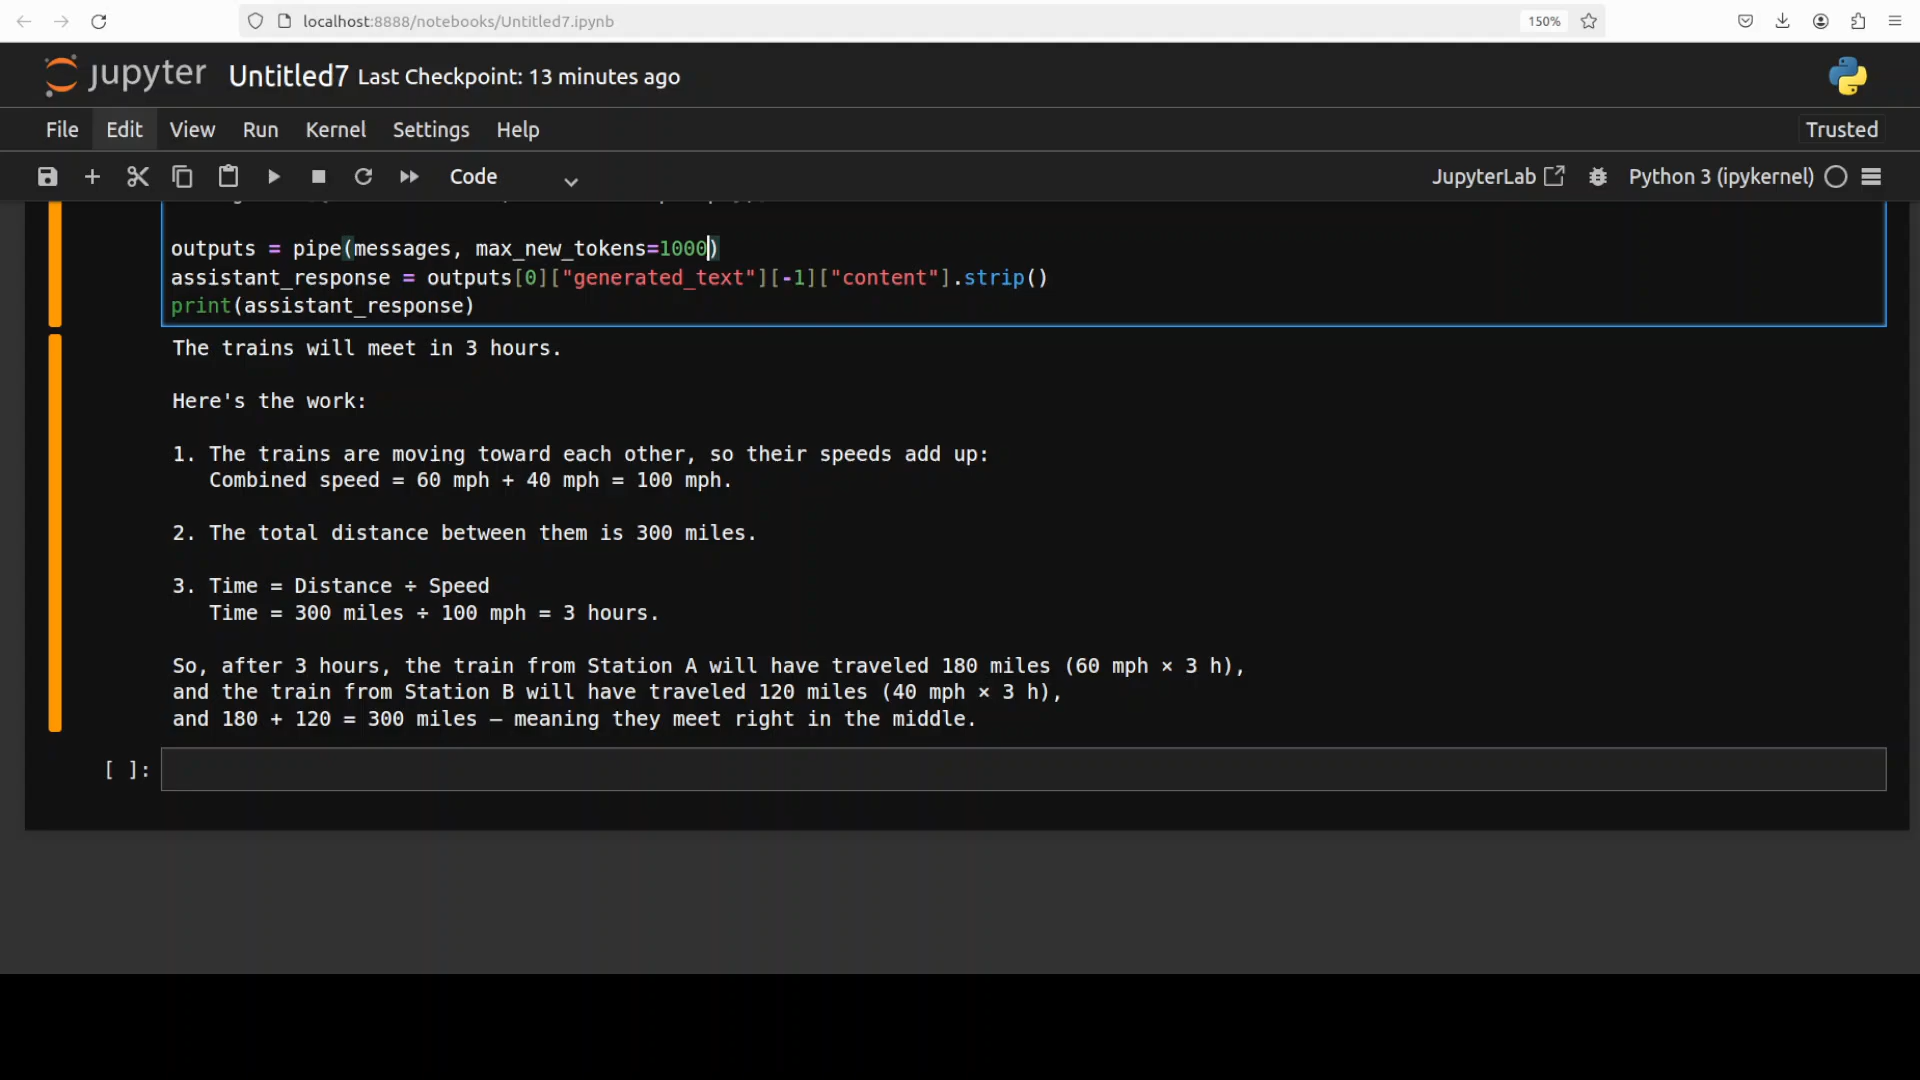 localhost:8888/notebooks/Untitled7.ipynb
150%
jupyter Untitled7 Last Checkpoint: 13 minutes ago
File Edit View Run Kernel Settings Help
Trusted
Code
JupyterLab
Python 3 (ipykernel)
outputs = pipe(messages, max_new_tokens=1000)
assistant_response = outputs[0]["generated_text"][-1]["content"].strip()
print(assistant_response)
The trains will meet in 3 hours.
Here's the work:
1. The trains are moving toward each other, so their speeds add up:
Combined speed = 60 mph + 40 mph = 100 mph.
2. The total distance between them is 300 miles.
3. Time = Distance ÷ Speed
Time = 300 miles ÷ 100 mph = 3 hours.
So, after 3 hours, the train from Station A will have traveled 180 miles (60 mph × 3 h),
and the train from Station B will have traveled 120 miles (40 mph × 3 h),
and 180 + 120 = 300 miles — meaning they meet right in the middle.
[ ]: